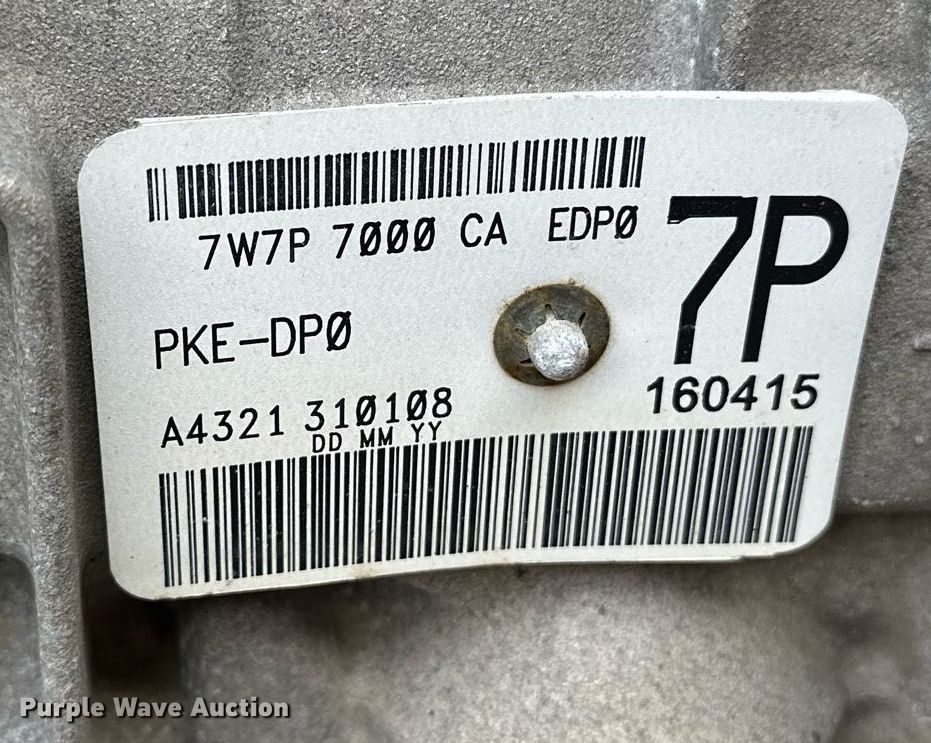 7W7P 7000 CA EDP0
7P
PKE-DP0
160415
A4321 310108
DD MM YY
Purple Wave Auction